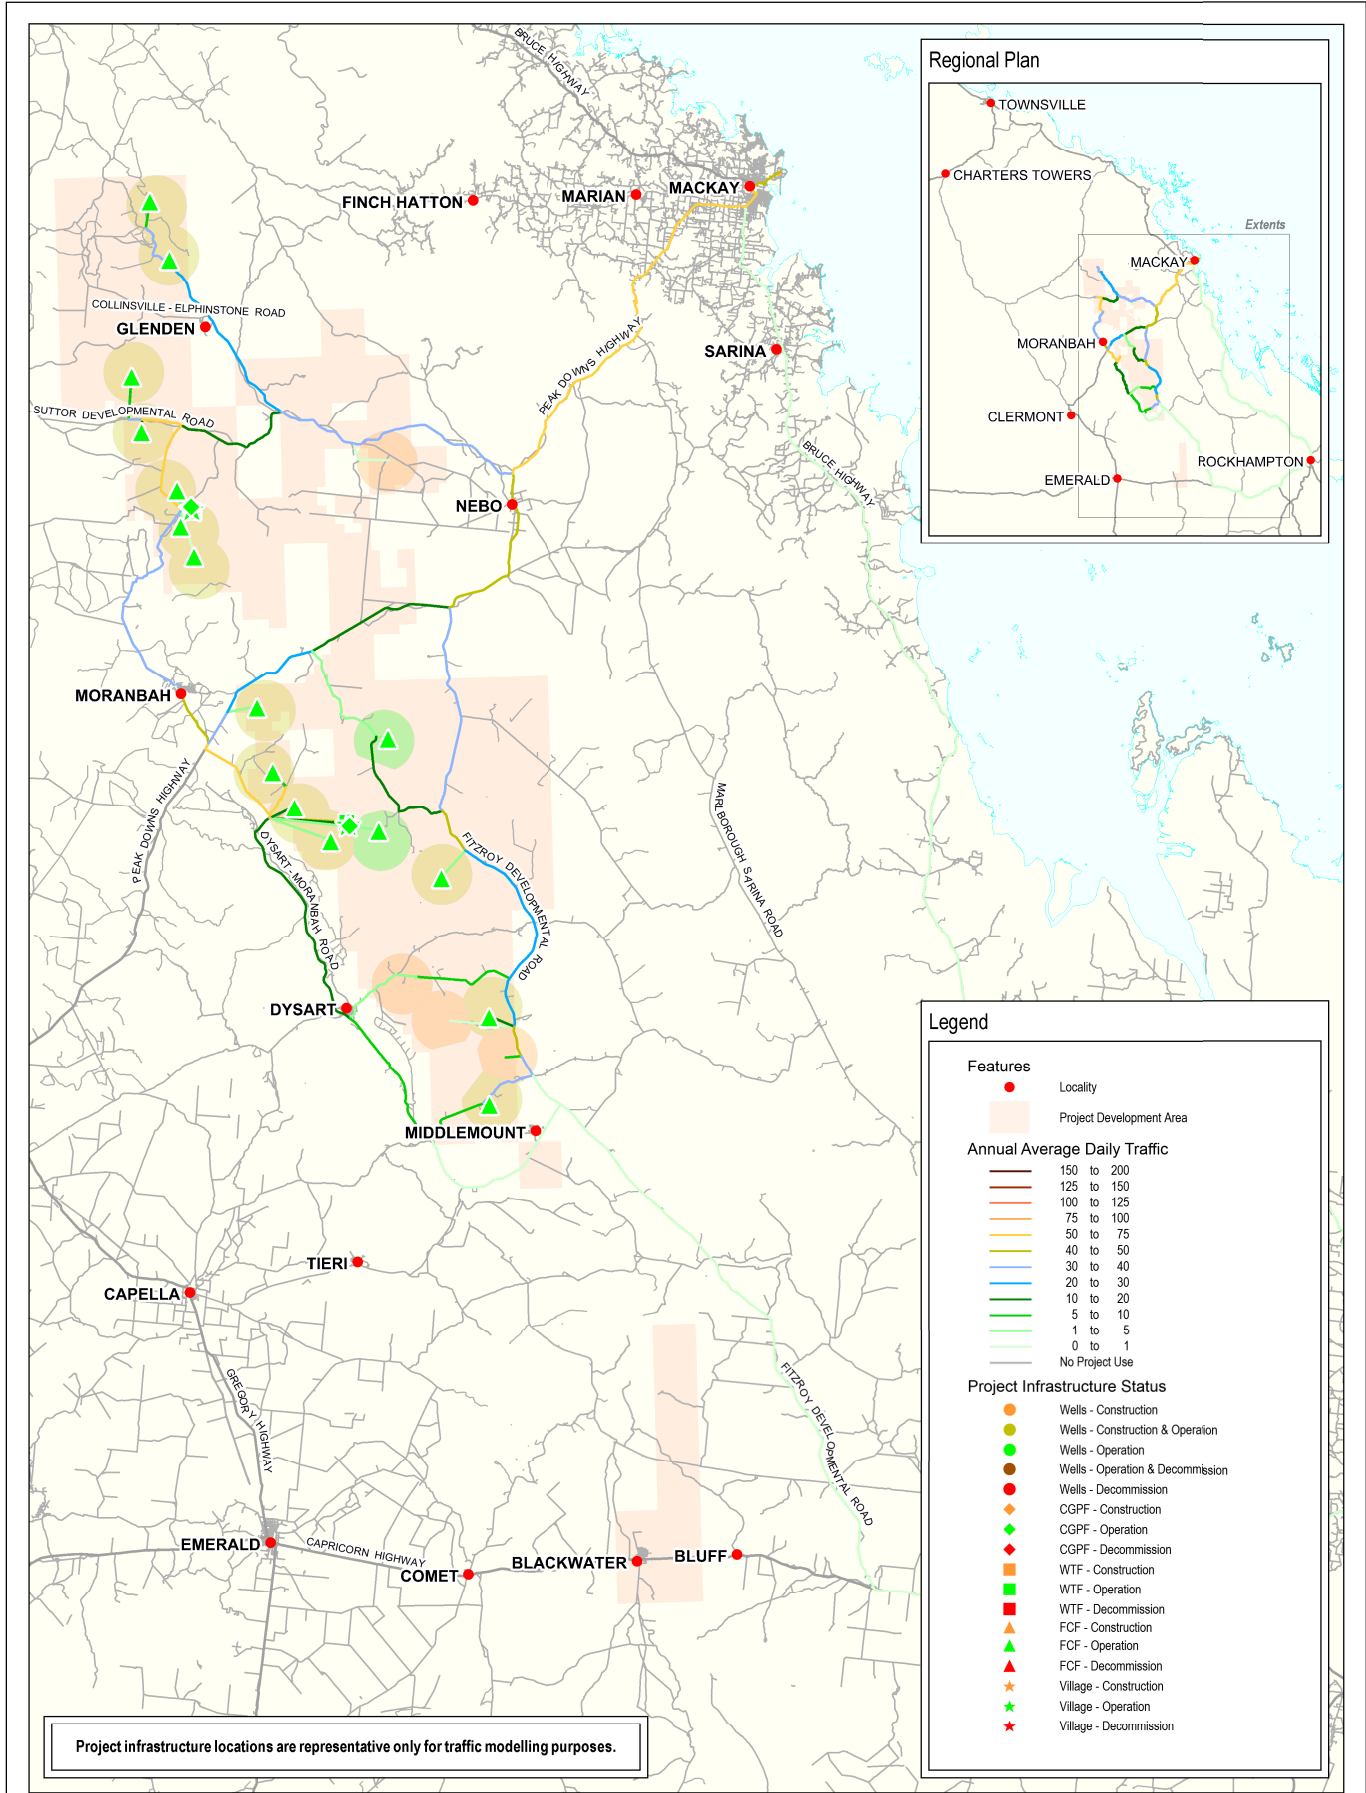 Regional Plan
TOWNSVILLE
CHARTERS TOWERS
Extents
MACKAY
MORANBAH
CLERMONT
ROCKHAMPTON
EMERALD
BRUCE HIGHWAY
FINCH HATTON
MARIAN
MACKAY
COLLINSVILLE - ELPHINSTONE ROAD
GLENDEN
SARINA
PEAK DOWNS HIGHWAY
SUTTOR DEVELOPMENTAL ROAD
BRUCE HIGHWAY
NEBO
MORANBAH
PEAK DOWNS HIGHWAY
DYSART - MORANBAH ROAD
FITZROY DEVELOPMENTAL ROAD
MARLBOROUGH SARINA ROAD
DYSART
MIDDLEMOUNT
TIERI
CAPELLA
GREGORY HIGHWAY
FITZROY DEVELOPMENTAL ROAD
EMERALD
CAPRICORN HIGHWAY
COMET
BLACKWATER
BLUFF
Legend
Features
Locality
Project Development Area
Annual Average Daily Traffic
150 to 200
125 to 150
100 to 125
75 to 100
50 to 75
40 to 50
30 to 40
20 to 30
10 to 20
5 to 10
1 to 5
0 to 1
No Project Use
Project Infrastructure Status
Wells - Construction
Wells - Construction & Operation
Wells - Operation
Wells - Operation & Decommission
Wells - Decommission
CGPF - Construction
CGPF - Operation
CGPF - Decommission
WTF - Construction
WTF - Operation
WTF - Decommission
FCF - Construction
FCF - Operation
FCF - Decommission
Village - Construction
Village - Operation
Village - Decommission
Project infrastructure locations are representative only for traffic modelling purposes.